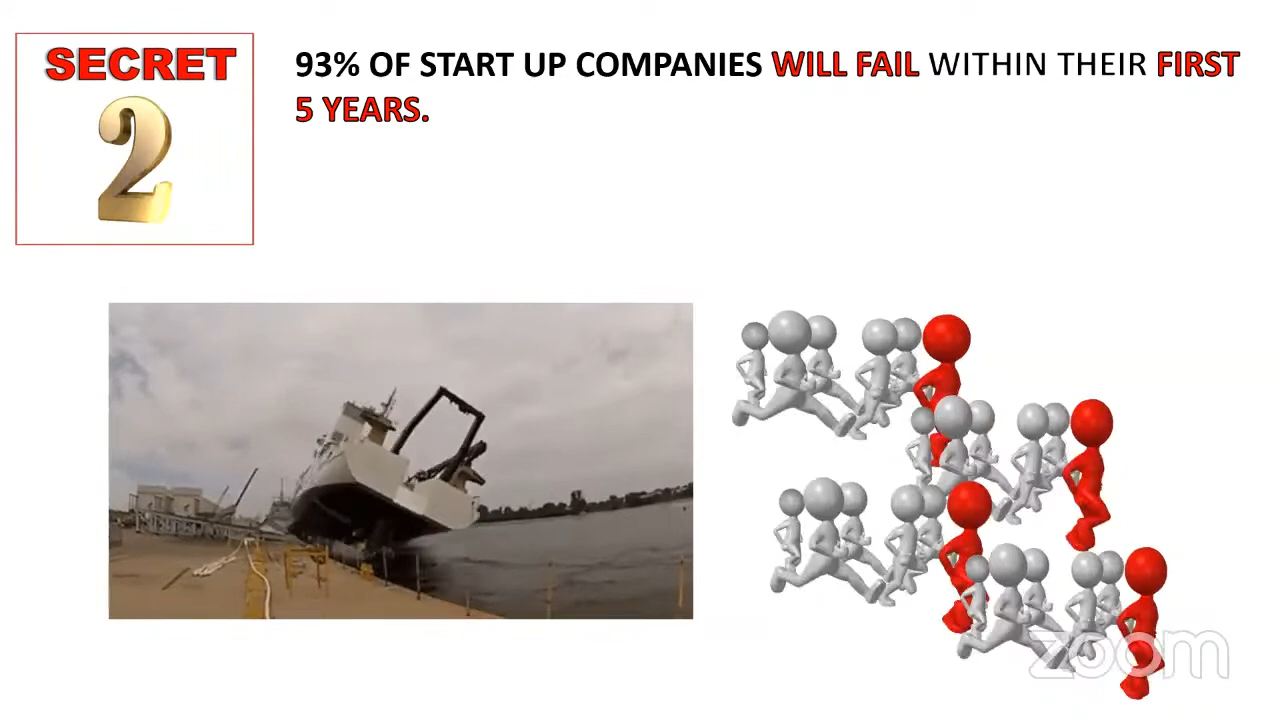 SECRET
2
93% OF START UP COMPANIES WILL FAIL WITHIN THEIR FIRST
5 YEARS.
zoom